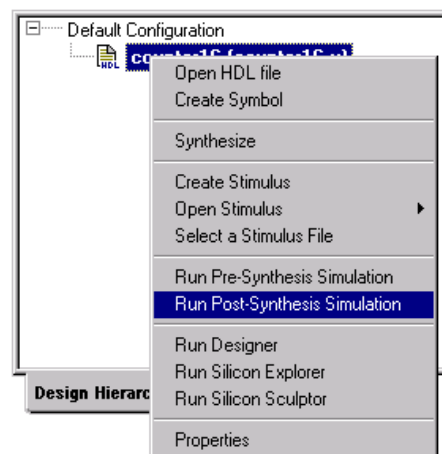 Default Configuration
HDL
Open HDL file
Create Symbol
Synthesize
Create Stimulus
Open Stimulus
Select a Stimulus File
Run Pre-Synthesis Simulation
Run Post-Synthesis Simulation
Run Designer
Run Silicon Explorer
Run Silicon Sculptor
Design Hierarc
Properties